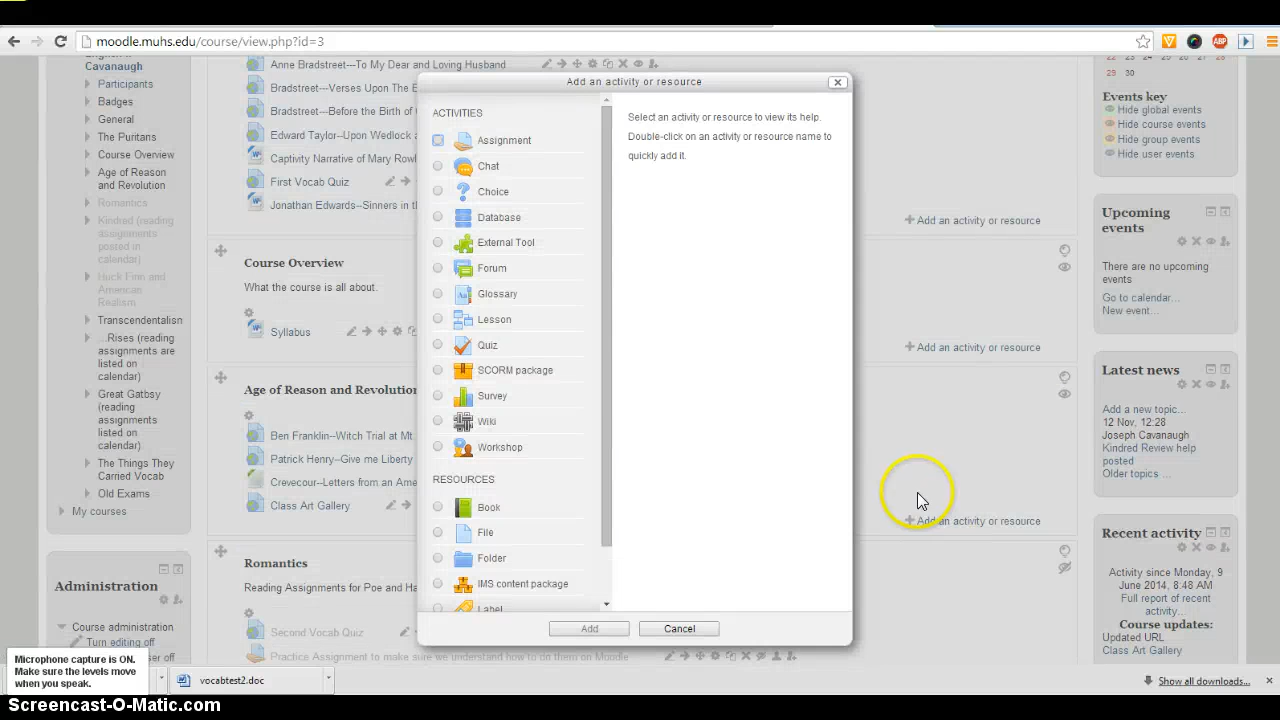 moodle.muhs.edu/course/view.php?id=3
Cavanaugh
Participants
Badges
General
The Puritans
Course Overview
Age of Reason
and Revolution
Romantics
Kindred (reading
assignments
posted in
calendar)
Huck Finn and
American
Realism
Transcendentalism
...Rises (reading
assignments are
listed on
calendar)
Great Gatsby
(reading
assignments
listed on
calendar)
The Things They
Carried Vocab
Old Exams
My courses
Administration
Course administration
Turn editing off
Anne Bradstreet---To My Dear and Loving Husband
Bradstreet---Verses Upon The
Bradstreet---Before the Birth of
Edward Taylor--Upon Wedlock
Captivity Narrative of Mary Rowl
First Vocab Quiz
Jonathan Edwards---Sinners in t
Course Overview
What the course is all about.
Syllabus
Age of Reason and Revolution
Ben Franklin--Witch Trial at Mt
Patrick Henry--Give me Liberty
Crevecour--Letters from an Ame
Class Art Gallery
Romantics
Reading Assignments for Poe and Ha
Second Vocab Quiz
Practice Assignment to make sure we understand how to do them on Moodle
Add an activity or resource
ACTIVITIES
Assignment
Chat
Choice
Database
External Tool
Forum
Glossary
Lesson
Quiz
SCORM package
Survey
Wiki
Workshop
RESOURCES
Book
File
Folder
IMS content package
Label
Select an activity or resource to view its help.
Double-click on an activity or resource name to
quickly add it.
Add
Cancel
Add an activity or resource
Add an activity or resource
Add an activity or resource
22 23 24 25 26 27 28
29 30
Events key
Hide global events
Hide course events
Hide group events
Hide user events
Upcoming
events
There are no upcoming
events
Go to calendar...
New event...
Latest news
Add a new topic...
12 Nov, 12:28
Joseph Cavanaugh
Kindred Review help
posted
Older topics ...
Recent activity
Activity since Monday, 9
June 2014, 8:48 AM
Full report of recent
activity...
Course updates:
Updated URL
Class Art Gallery
Microphone capture is ON.
Make sure the levels move
when you speak.
vocabtest2.doc
Show all downloads...
Screencast-O-Matic.com